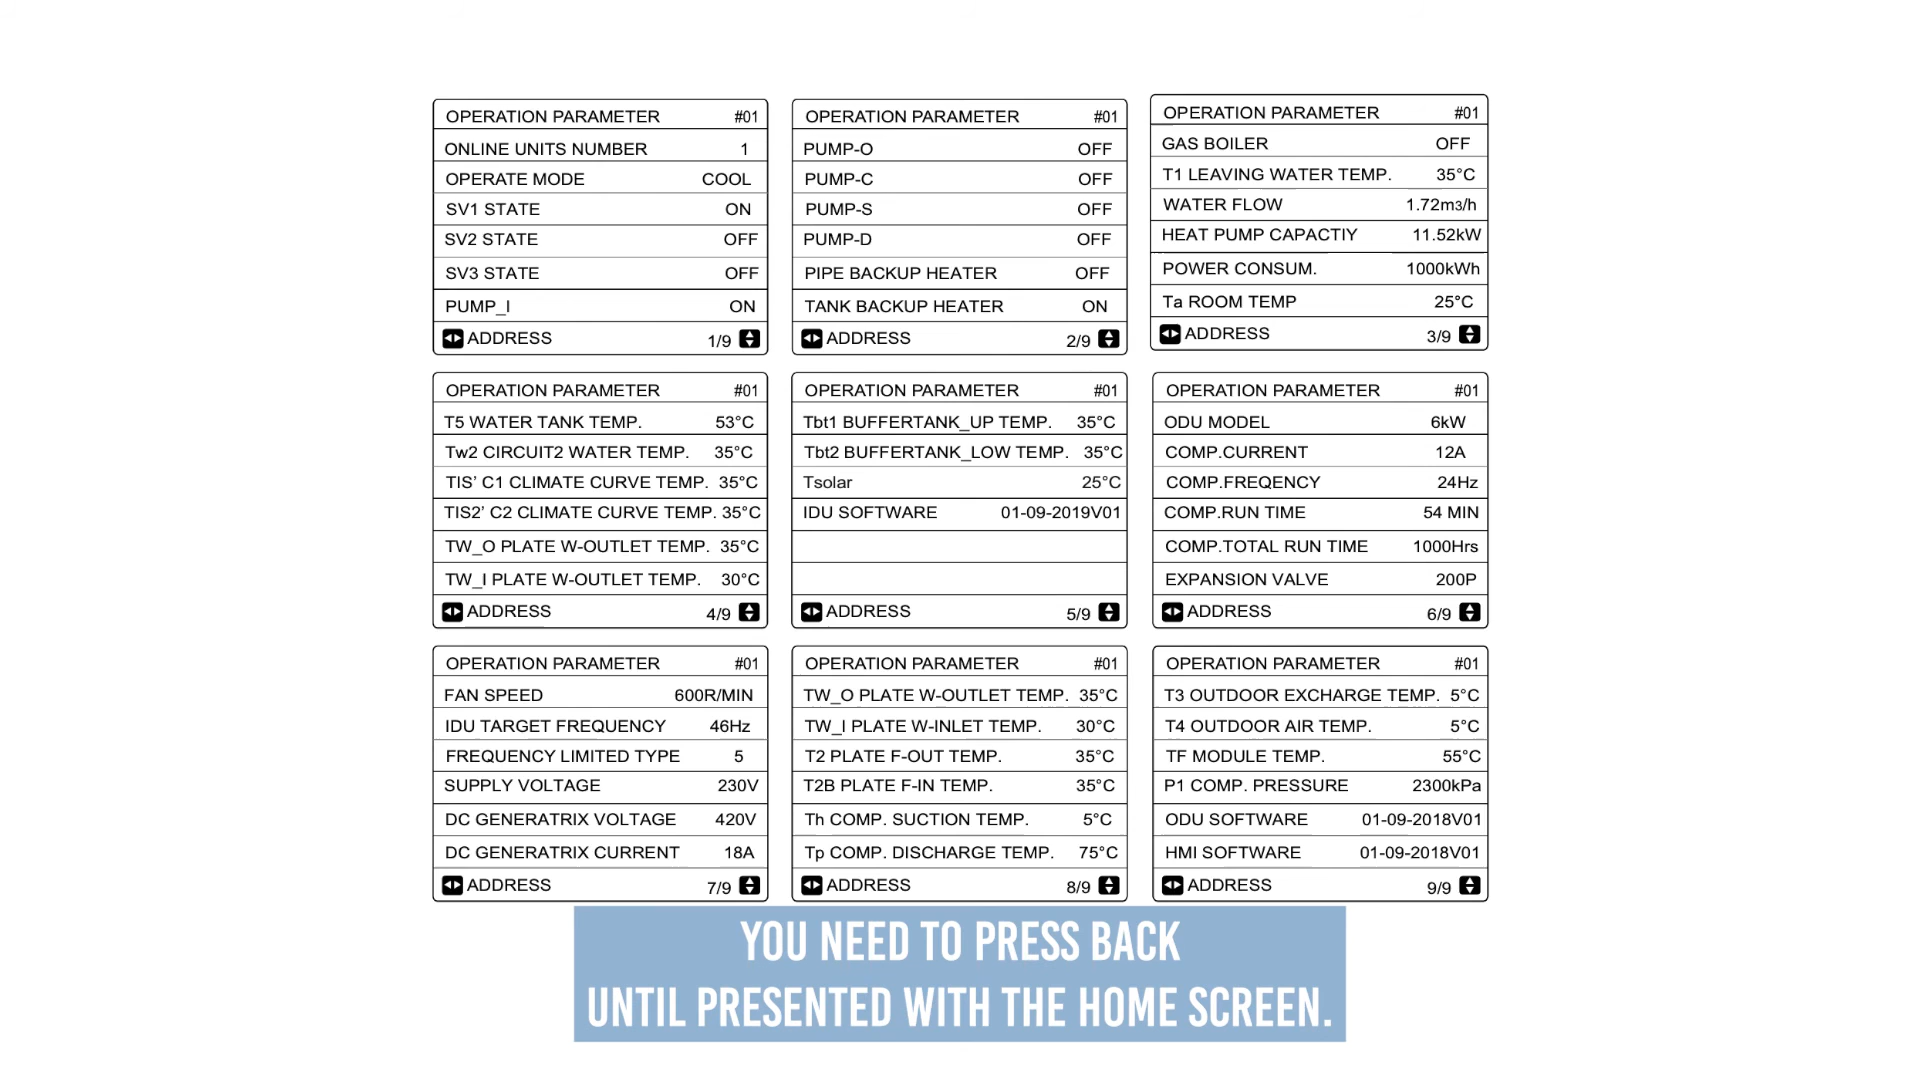 OPERATION PARAMETER #01
ONLINE UNITS NUMBER 1
OPERATE MODE COOL
SV1 STATE ON
SV2 STATE OFF
SV3 STATE OFF
PUMP_I ON
ADDRESS 1/9
OPERATION PARAMETER #01
PUMP-O OFF
PUMP-C OFF
PUMP-S OFF
PUMP-D OFF
PIPE BACKUP HEATER OFF
TANK BACKUP HEATER ON
ADDRESS 2/9
OPERATION PARAMETER #01
GAS BOILER OFF
T1 LEAVING WATER TEMP. 35°C
WATER FLOW 1.72m3/h
HEAT PUMP CAPACTIY 11.52kW
POWER CONSUM. 1000kWh
Ta ROOM TEMP 25°C
ADDRESS 3/9
OPERATION PARAMETER #01
T5 WATER TANK TEMP. 53°C
Tw2 CIRCUIT2 WATER TEMP. 35°C
TIS’ C1 CLIMATE CURVE TEMP. 35°C
TIS2’ C2 CLIMATE CURVE TEMP. 35°C
TW_O PLATE W-OUTLET TEMP. 35°C
TW_I PLATE W-OUTLET TEMP. 30°C
ADDRESS 4/9
OPERATION PARAMETER #01
Tbt1 BUFFERTANK_UP TEMP. 35°C
Tbt2 BUFFERTANK_LOW TEMP. 35°C
Tsolar 25°C
IDU SOFTWARE 01-09-2019V01
ADDRESS 5/9
OPERATION PARAMETER #01
ODU MODEL 6kW
COMP.CURRENT 12A
COMP.FREQENCY 24Hz
COMP.RUN TIME 54 MIN
COMP.TOTAL RUN TIME 1000Hrs
EXPANSION VALVE 200P
ADDRESS 6/9
OPERATION PARAMETER #01
FAN SPEED 600R/MIN
IDU TARGET FREQUENCY 46Hz
FREQUENCY LIMITED TYPE 5
SUPPLY VOLTAGE 230V
DC GENERATRIX VOLTAGE 420V
DC GENERATRIX CURRENT 18A
ADDRESS 7/9
OPERATION PARAMETER #01
TW_O PLATE W-OUTLET TEMP. 35°C
TW_I PLATE W-INLET TEMP. 30°C
T2 PLATE F-OUT TEMP. 35°C
T2B PLATE F-IN TEMP. 35°C
Th COMP. SUCTION TEMP. 5°C
Tp COMP. DISCHARGE TEMP. 75°C
ADDRESS 8/9
OPERATION PARAMETER #01
T3 OUTDOOR EXCHARGE TEMP. 5°C
T4 OUTDOOR AIR TEMP. 5°C
TF MODULE TEMP. 55°C
P1 COMP. PRESSURE 2300kPa
ODU SOFTWARE 01-09-2018V01
HMI SOFTWARE 01-09-2018V01
ADDRESS 9/9
YOU NEED TO PRESS BACK
UNTIL PRESENTED WITH THE HOME SCREEN.